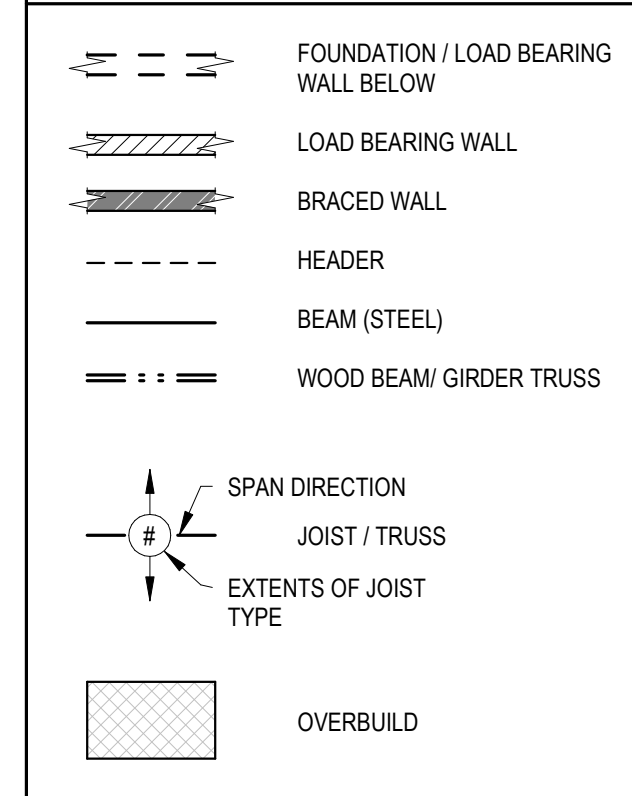 FOUNDATION / LOAD BEARING
WALL BELOW
LOAD BEARING WALL
BRACED WALL
HEADER
BEAM (STEEL)
WOOD BEAM/ GIRDER TRUSS
SPAN DIRECTION
#
JOIST / TRUSS
EXTENTS OF JOIST
TYPE
OVERBUILD